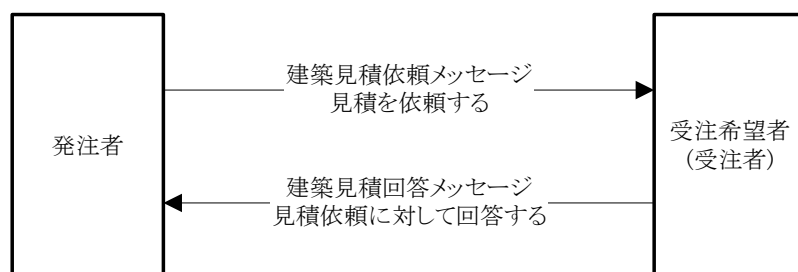 発注者
建築見積依頼メッセージ
見積を依頼する
建築見積回答メッセージ
見積依頼に対して回答する
受注希望者
(受注者)